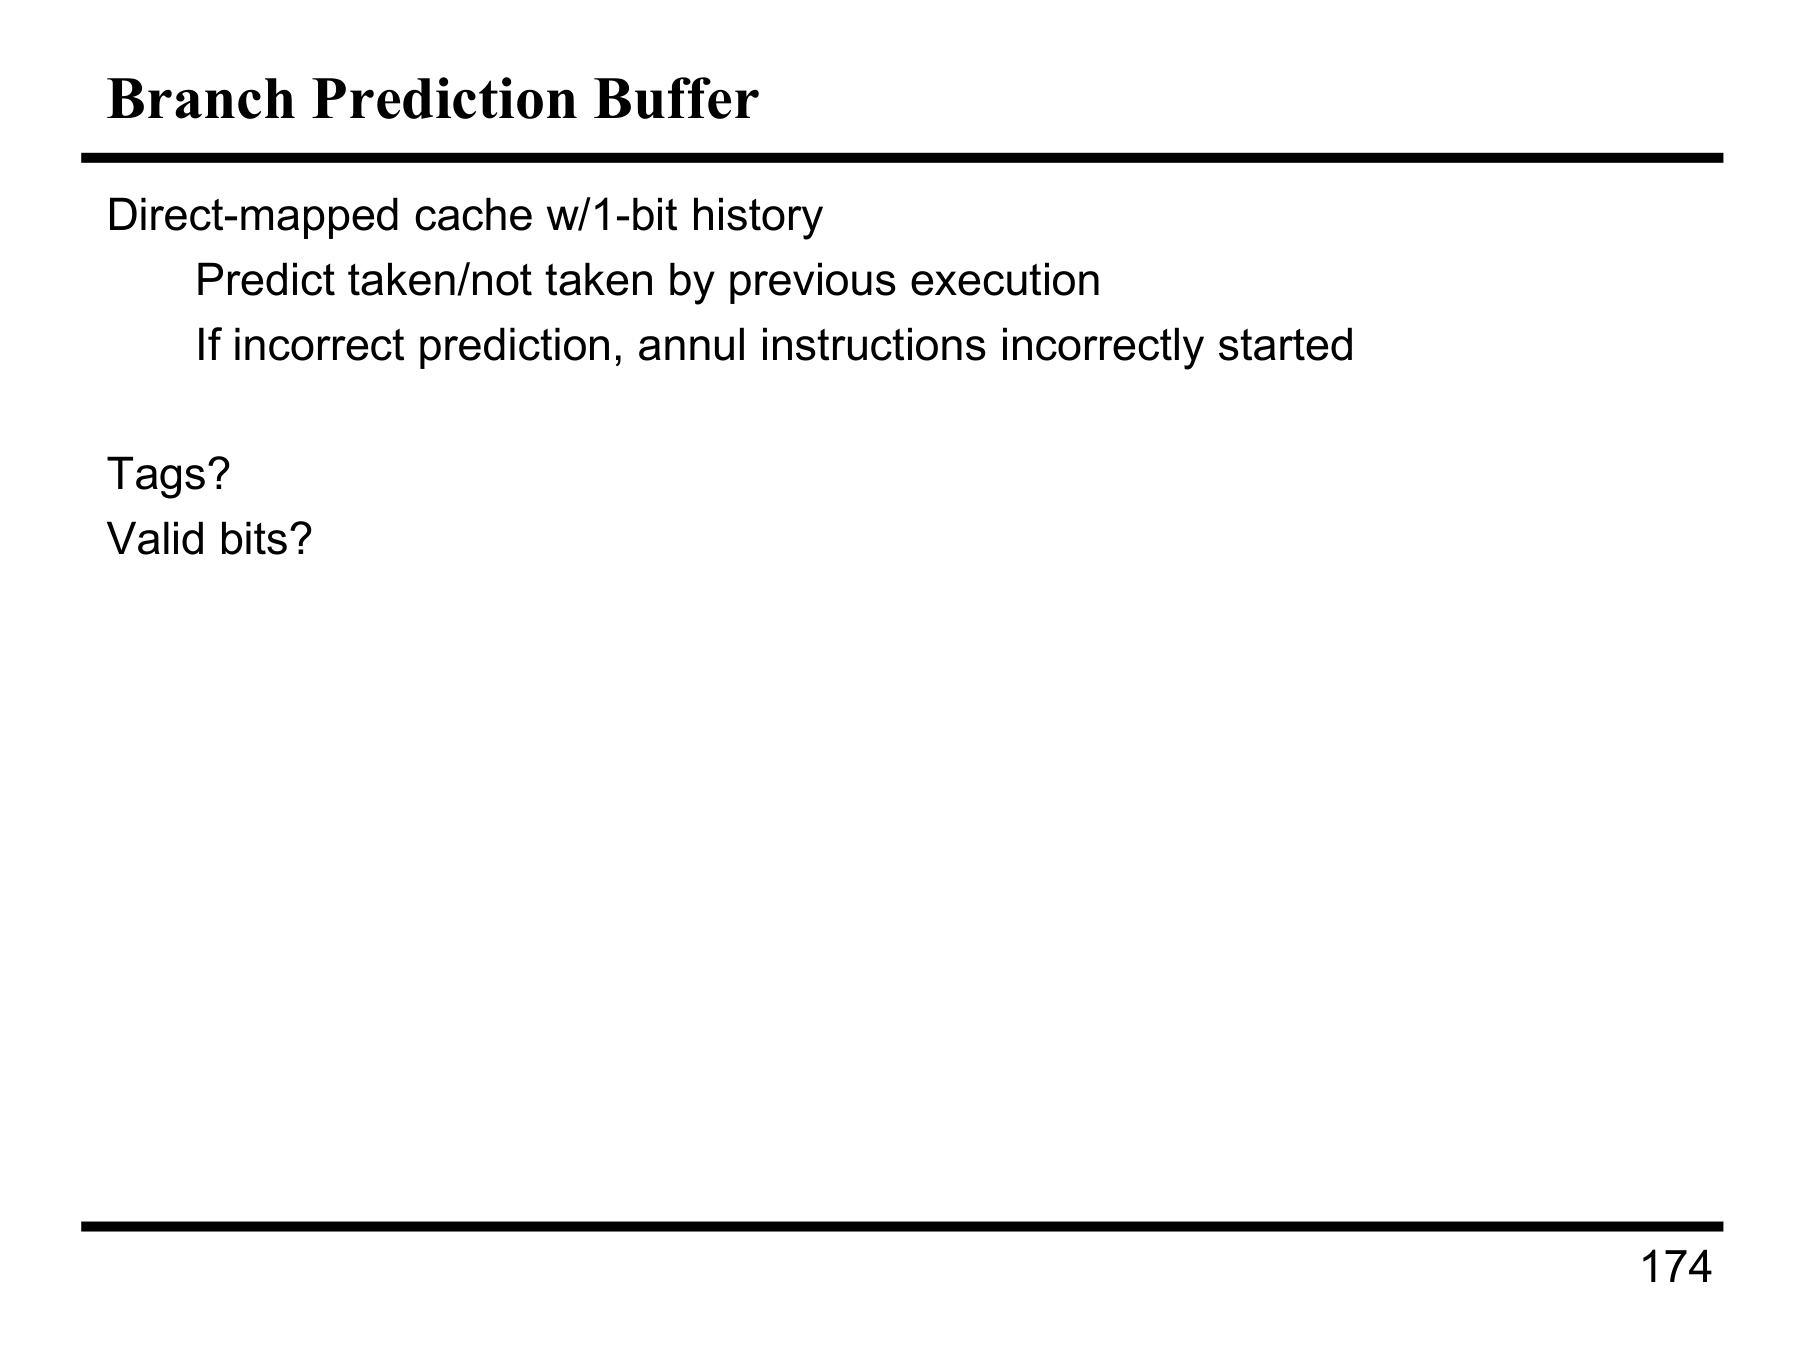 Branch Prediction Buffer
Direct-mapped cache w/1-bit history
Predict taken/not taken by previous execution
If incorrect prediction, annul instructions incorrectly started
Tags?
Valid bits?
174